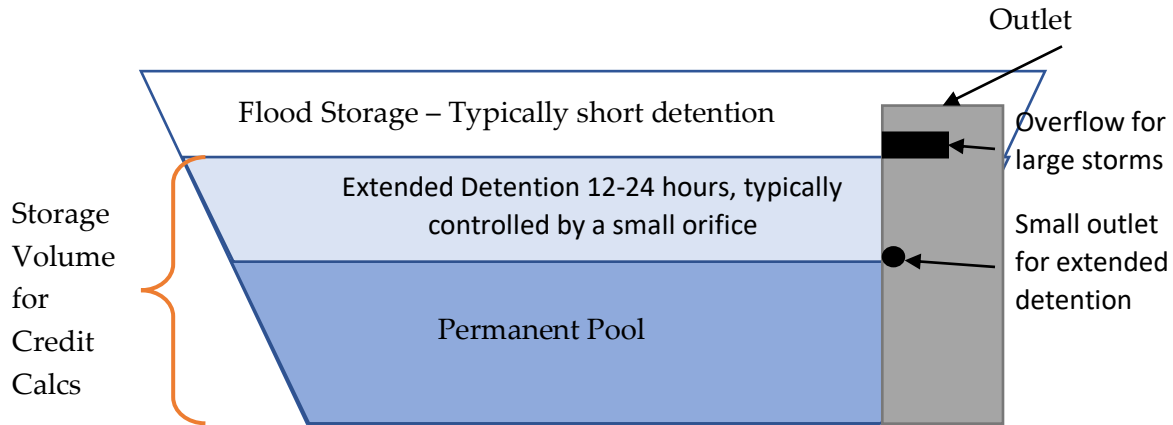 Outlet
Flood Storage – Typically short detention
Overflow for
large storms
Extended Detention 12-24 hours, typically
controlled by a small orifice
Storage
Volume
for
Credit
Calcs
Small outlet
for extended
detention
Permanent Pool